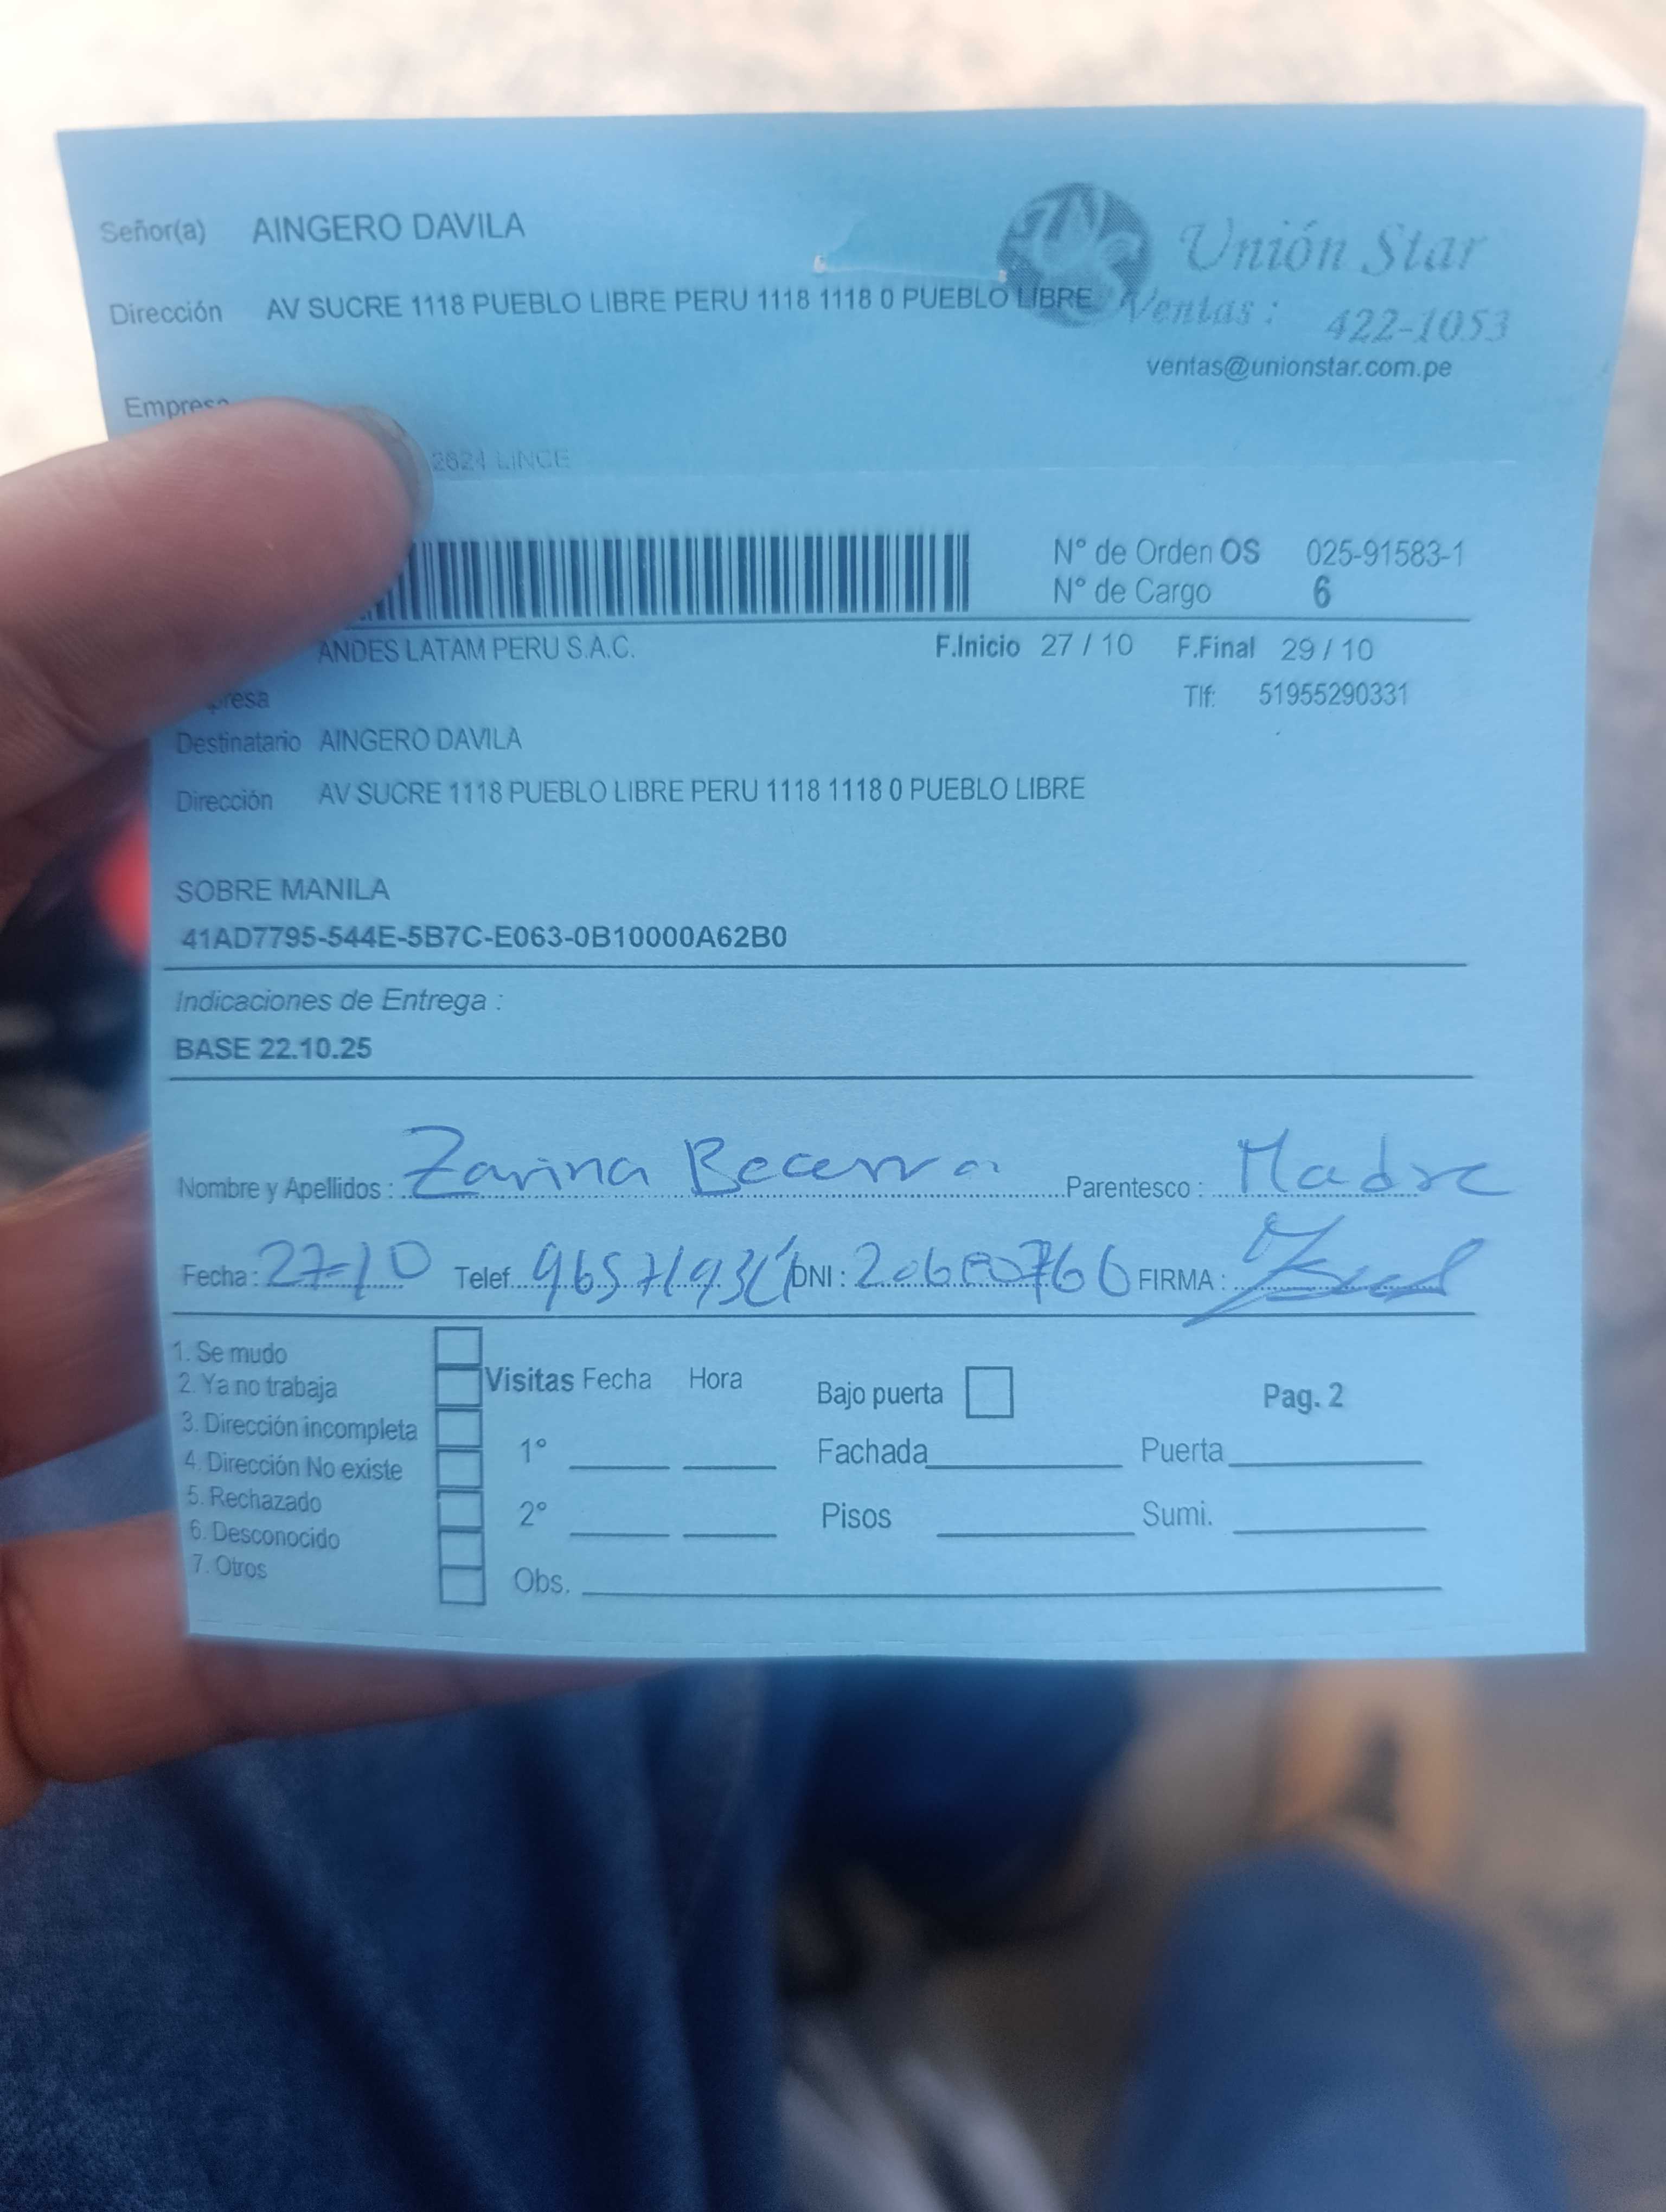 Señor(a) AINGERO DAVILA
Unión Star
Dirección AV SUCRE 1118 PUEBLO LIBRE PERU 1118 1118 0 PUEBLO LIBRE
Ventas : 422-1053
ventas@unionstar.com.pe
Empresa
2624 LINCE
N° de Orden OS 025-91583-1
N° de Cargo 6
ANDES LATAM PERU S.A.C. F.Inicio 27 / 10 F.Final 29 / 10
presa Tlf: 51955290331
Destinatario AINGERO DAVILA
Dirección AV SUCRE 1118 PUEBLO LIBRE PERU 1118 1118 0 PUEBLO LIBRE
SOBRE MANILA
41AD7795-544E-5B7C-E063-0B10000A62B0
Indicaciones de Entrega :
BASE 22.10.25
Nombre y Apellidos : Zarina Becerra Parentesco : Madre
Fecha : 27-10 Telef. DNI : FIRMA :
1. Se mudo
2. Ya no trabaja
3. Dirección incompleta
4. Dirección No existe
5. Rechazado
6. Desconocido
7. Otros
Visitas Fecha Hora
1°
2°
Obs.
Bajo puerta Pag. 2
Fachada Puerta
Pisos Sumi.